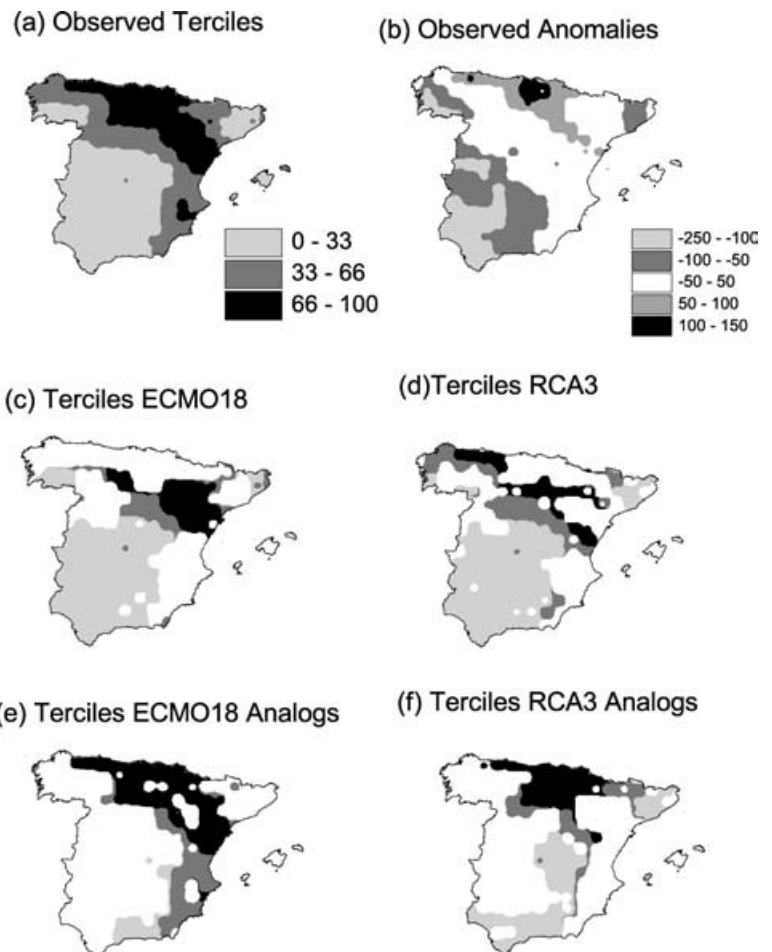 (a) Observed Terciles
(b) Observed Anomalies
0 - 33
33 - 66
66 - 100
-250 - -100
-100 - -50
-50 - 50
50 - 100
100 - 150
(c) Terciles ECMO18
(d)Terciles RCA3
(e) Terciles ECMO18 Analogs
(f) Terciles RCA3 Analogs